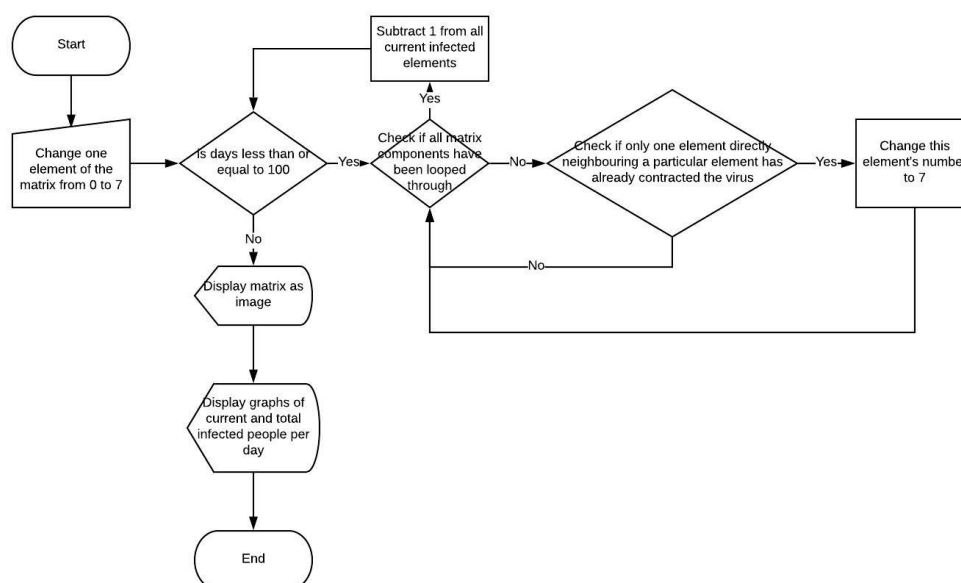 Start
Change one
element of the
matrix from 0 to 7
is days less than or
equal to 100
Yes
Subtract 1 from all
current infected
elements
Yes
Check if all matrix
components have
been looped
through
No
Check if only one element directly
neighbouring a particular element has
already contracted the virus
Yes
Change this
element's number
to 7
No
No
Display matrix as
image
Display graphs of
current and total
infected people per
day
End